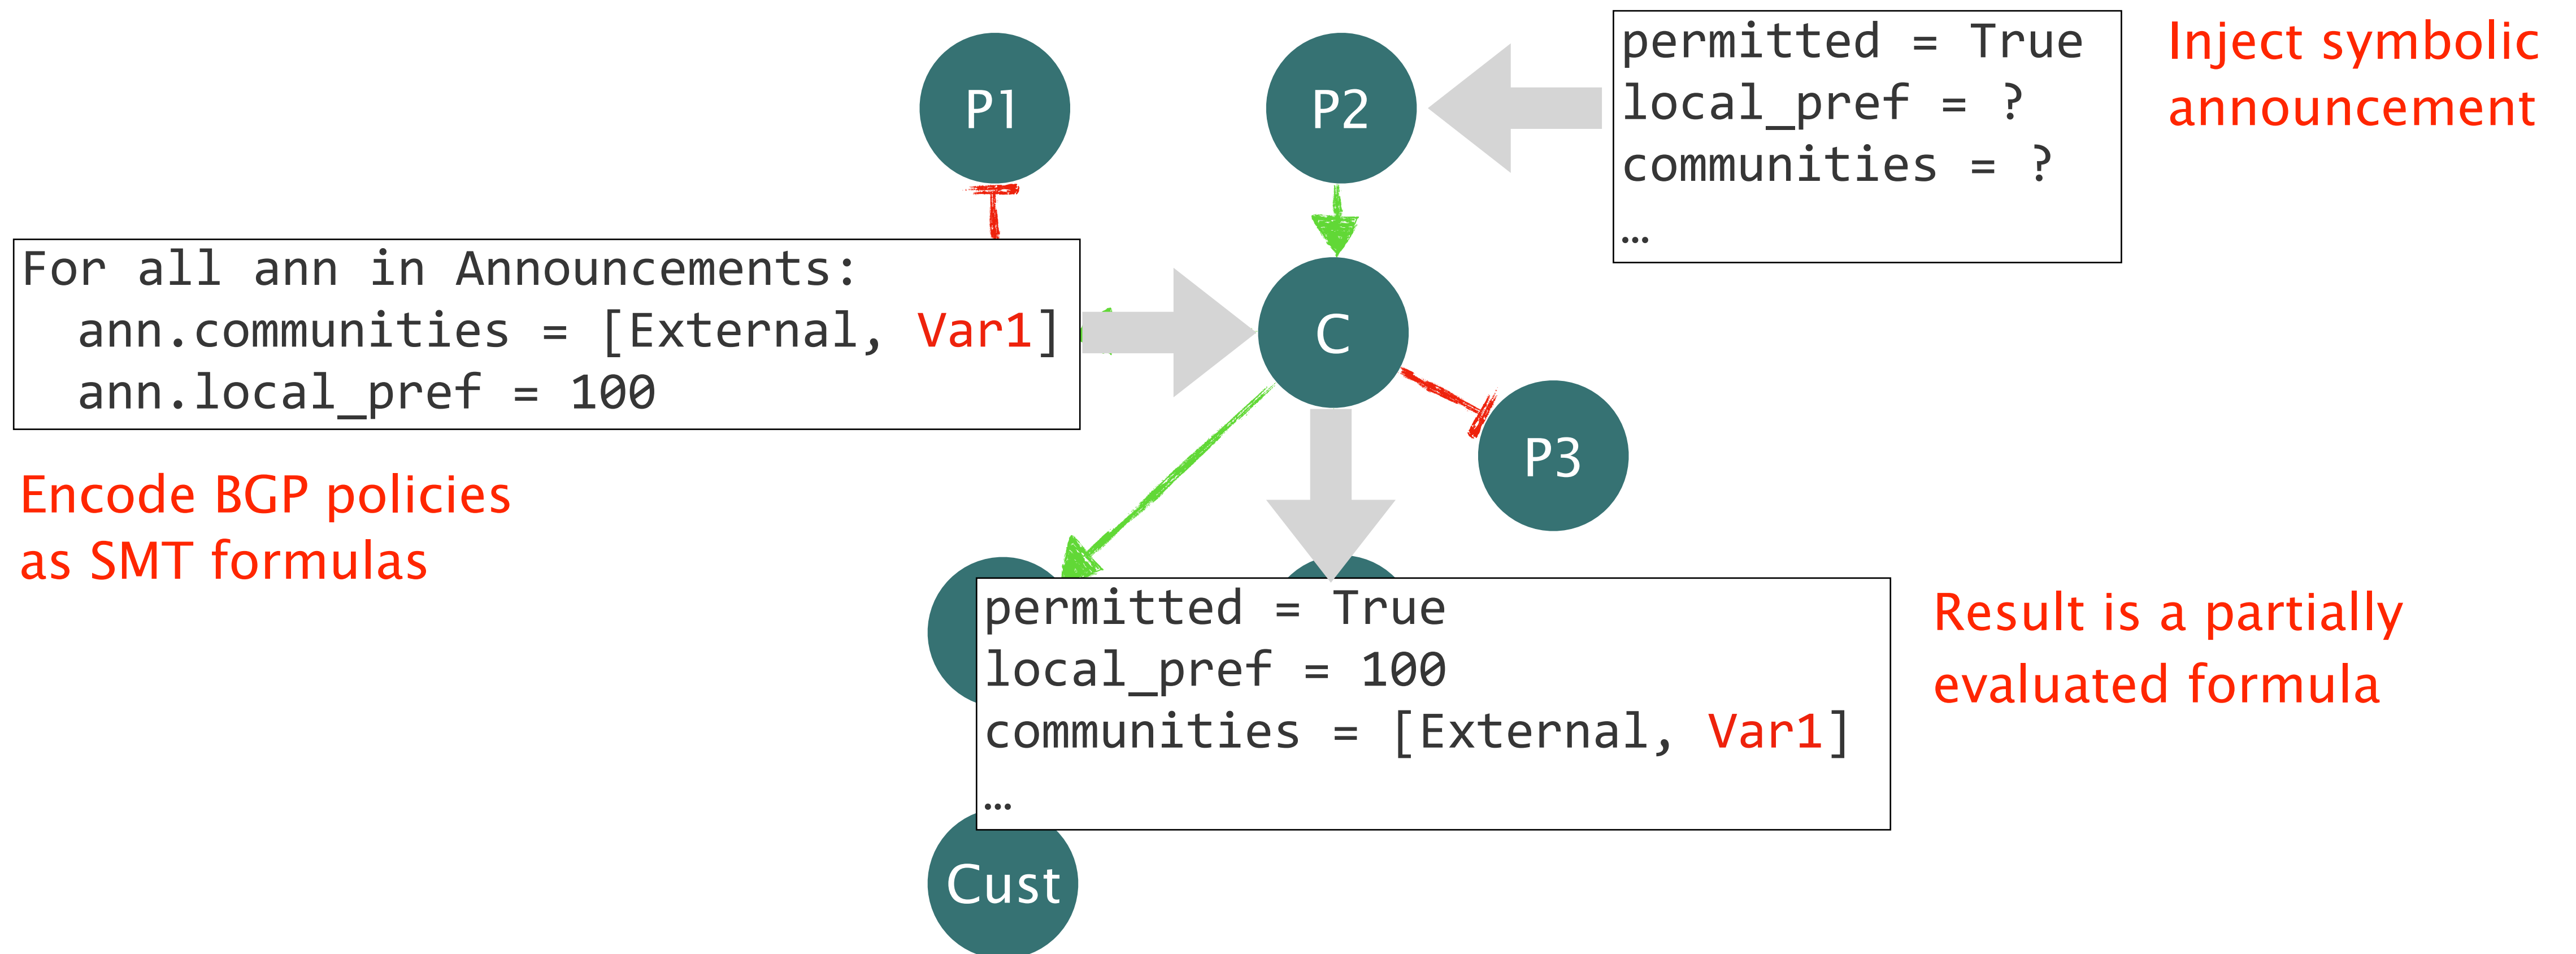 P1
P2
permitted = True
local_pref = ?
communities = ?
…
Inject symbolic
announcement
For all ann in Announcements:
ann.communities = [External, Var1]
ann.local_pref = 100
C
P3
Encode BGP policies
as SMT formulas
permitted = True
local_pref = 100
communities = [External, Var1]
…
Result is a partially
evaluated formula
Cust